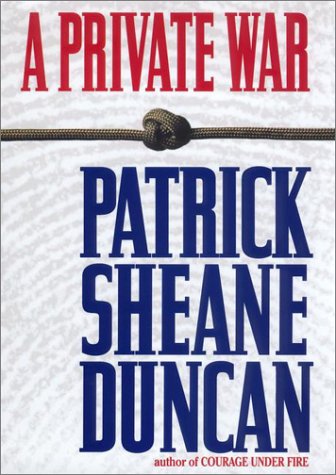 A PRIVATE WAR
PATRICK
SHEANE
DUNCAN
author of COURAGE UNDER FIRE